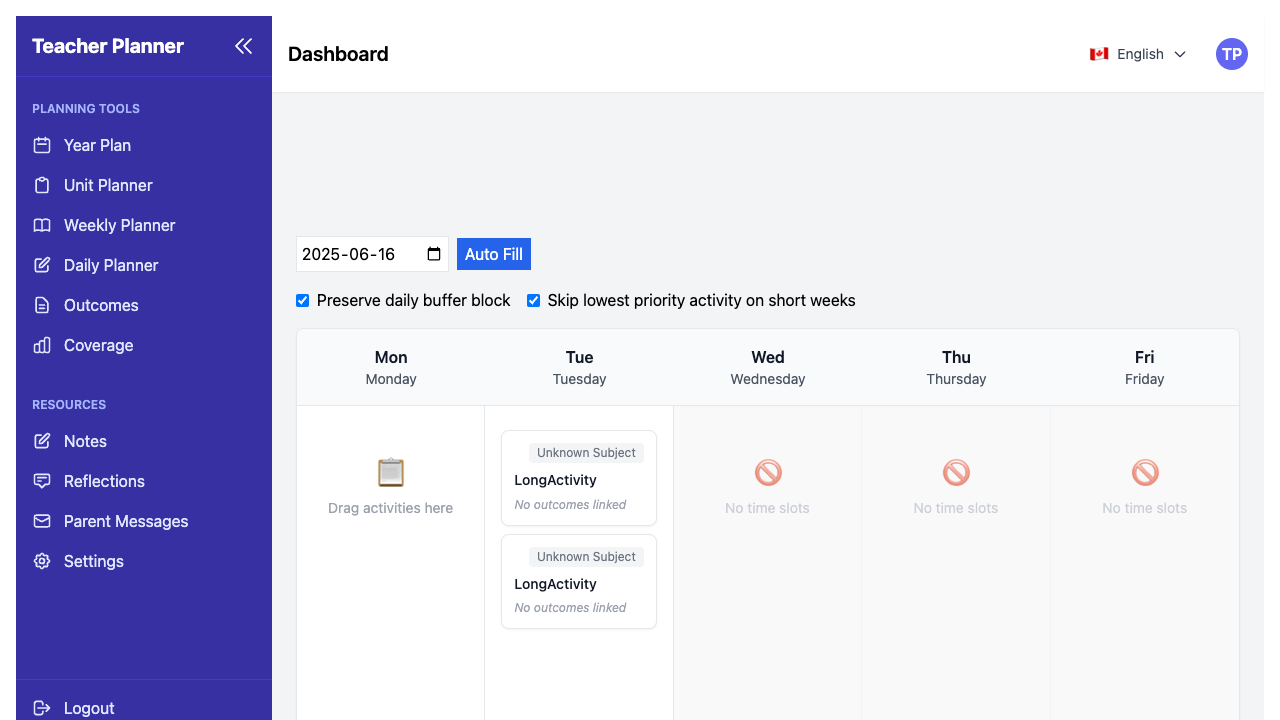 Teacher Planner
Dashboard
English
TP
PLANNING TOOLS
Year Plan
Unit Planner
Weekly Planner
Daily Planner
Outcomes
Coverage
RESOURCES
Notes
Reflections
Parent Messages
Settings
Logout
2025-06-16
Auto Fill
Preserve daily buffer block
Skip lowest priority activity on short weeks
Mon
Monday
Tue
Tuesday
Wed
Wednesday
Thu
Thursday
Fri
Friday
Drag activities here
Unknown Subject
LongActivity
No outcomes linked
Unknown Subject
LongActivity
No outcomes linked
No time slots
No time slots
No time slots